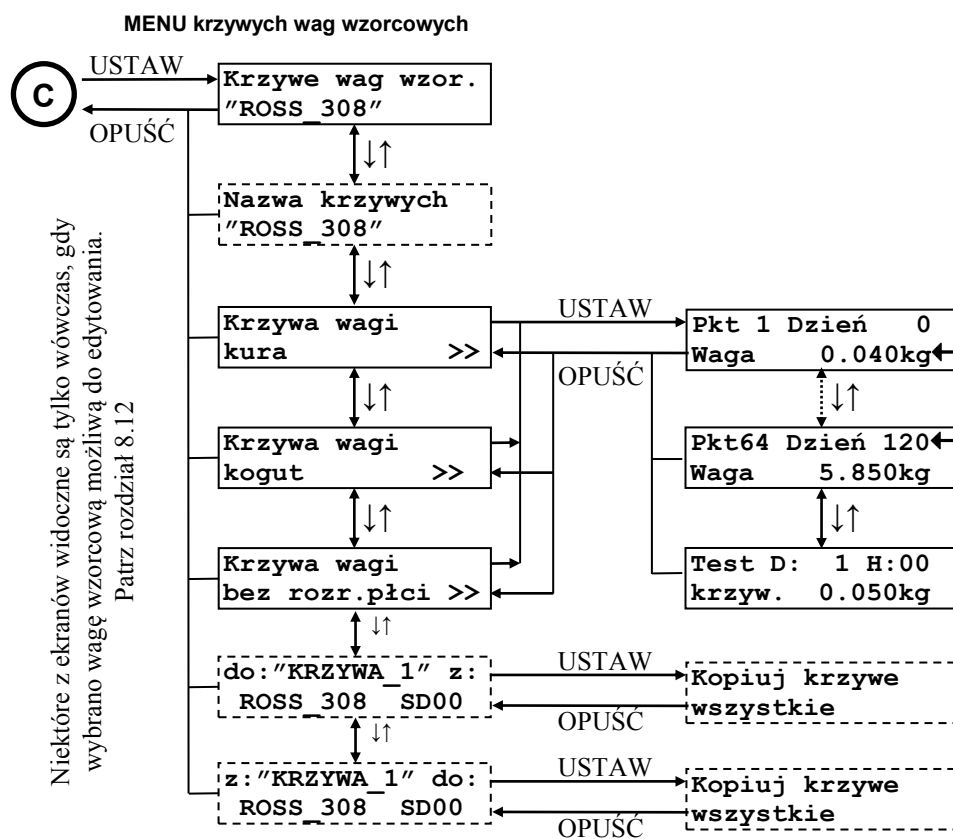 MENU krzywych wag wzorcowych
C
USTAW
OPUŚĆ
Krzywe wag wzor.
"ROSS_308"
↓↑
Nazwa krzywych
"ROSS_308"
↓↑
Krzywa wagi
kura >>
USTAW
OPUŚĆ
Pkt 1 Dzień 0
Waga 0.040kg
↓↑
↓↑
Krzywa wagi
kogut >>
Pkt64 Dzień 120
Waga 5.850kg
↓↑
↓↑
Krzywa wagi
bez rozr.płci >>
Test D: 1 H:00
krzyw. 0.050kg
↓↑
do:"KRZYWA_1" z:
ROSS_308 SD00
USTAW
OPUŚĆ
Kopiuj krzywe
wszystkie
↓↑
z:"KRZYWA_1" do:
ROSS_308 SD00
USTAW
OPUŚĆ
Kopiuj krzywe
wszystkie
Niektóre z ekranów widoczne są tylko wówczas, gdy
wybrano wagę wzorcową możliwą do edytowania.
Patrz rozdział 8.12